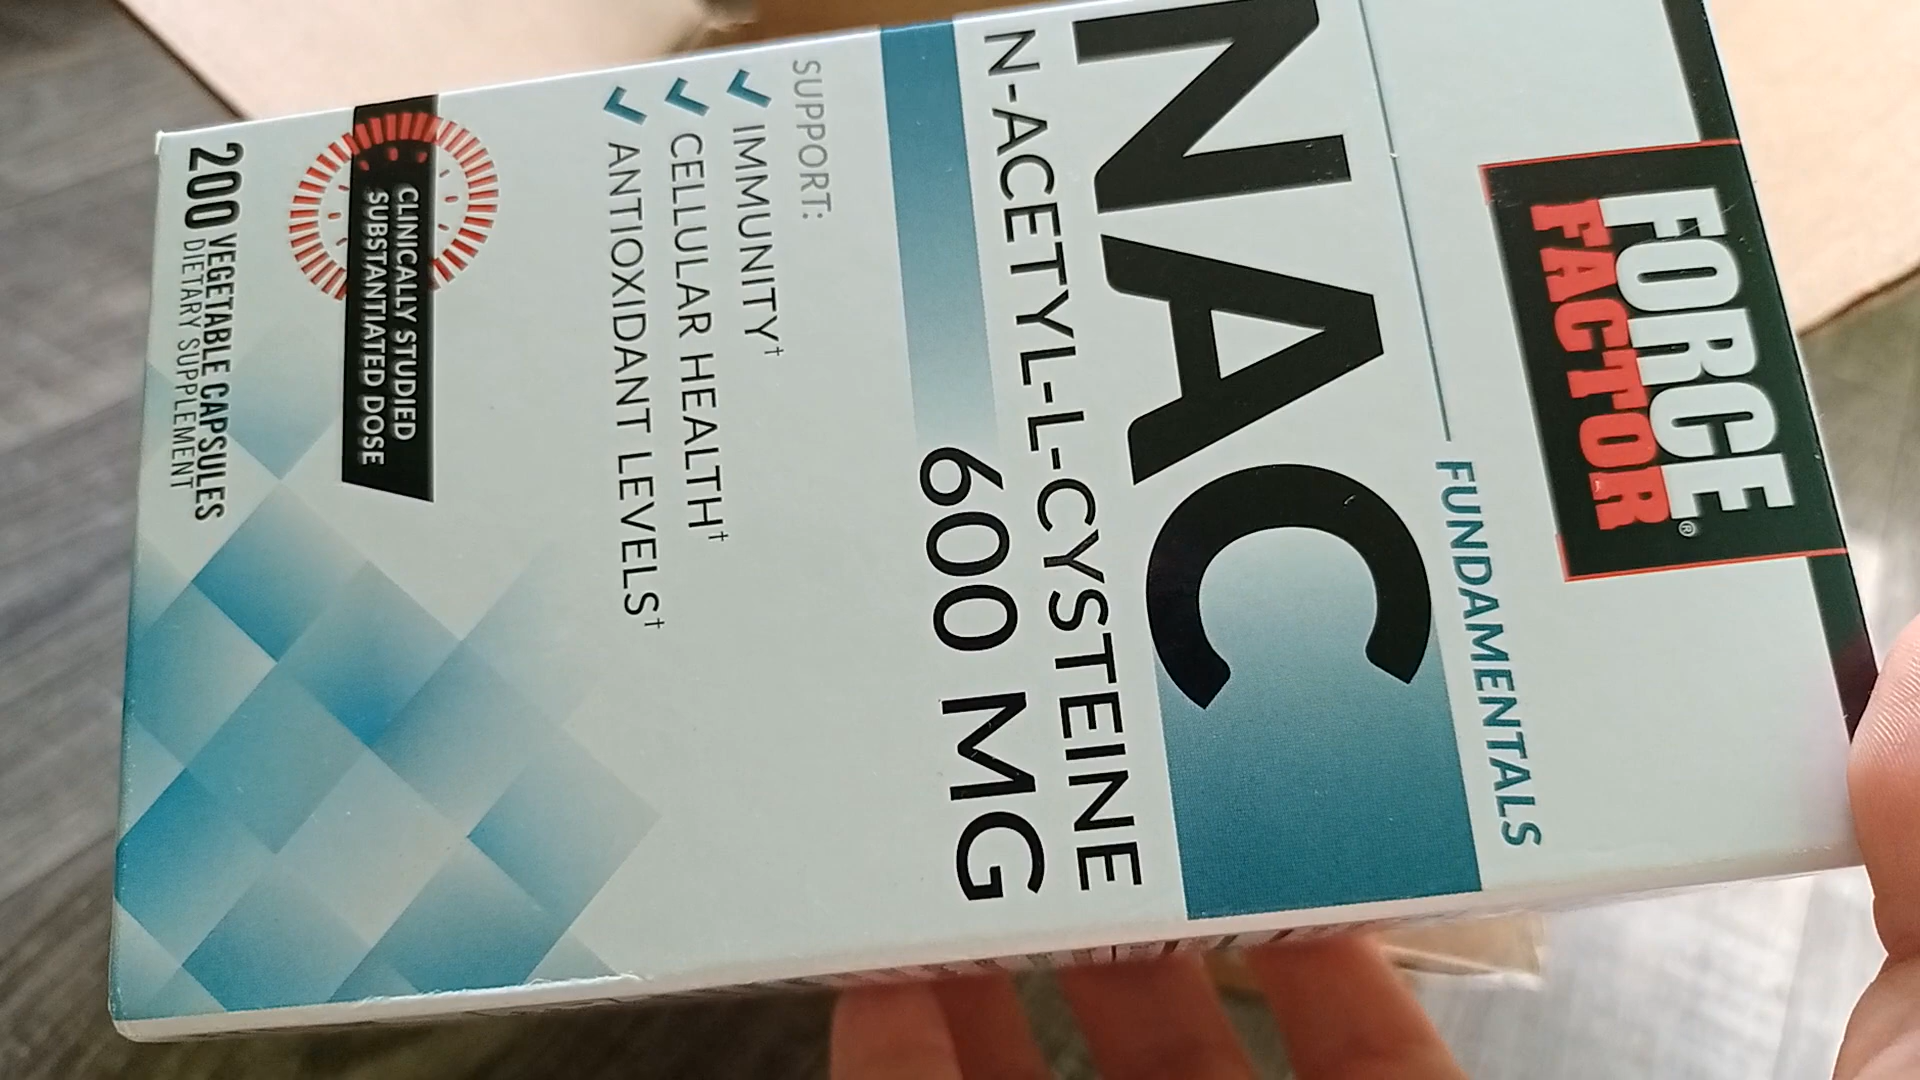 FORCE
FACTOR®
FUNDAMENTALS
NAC
N-ACETYL-L-CYSTEINE
600 MG
SUPPORT:
✓ IMMUNITY†
✓ CELLULAR HEALTH†
✓ ANTIOXIDANT LEVELS†
CLINICALLY STUDIED
SUBSTANTIATED DOSE
200 VEGETABLE CAPSULES
DIETARY SUPPLEMENT